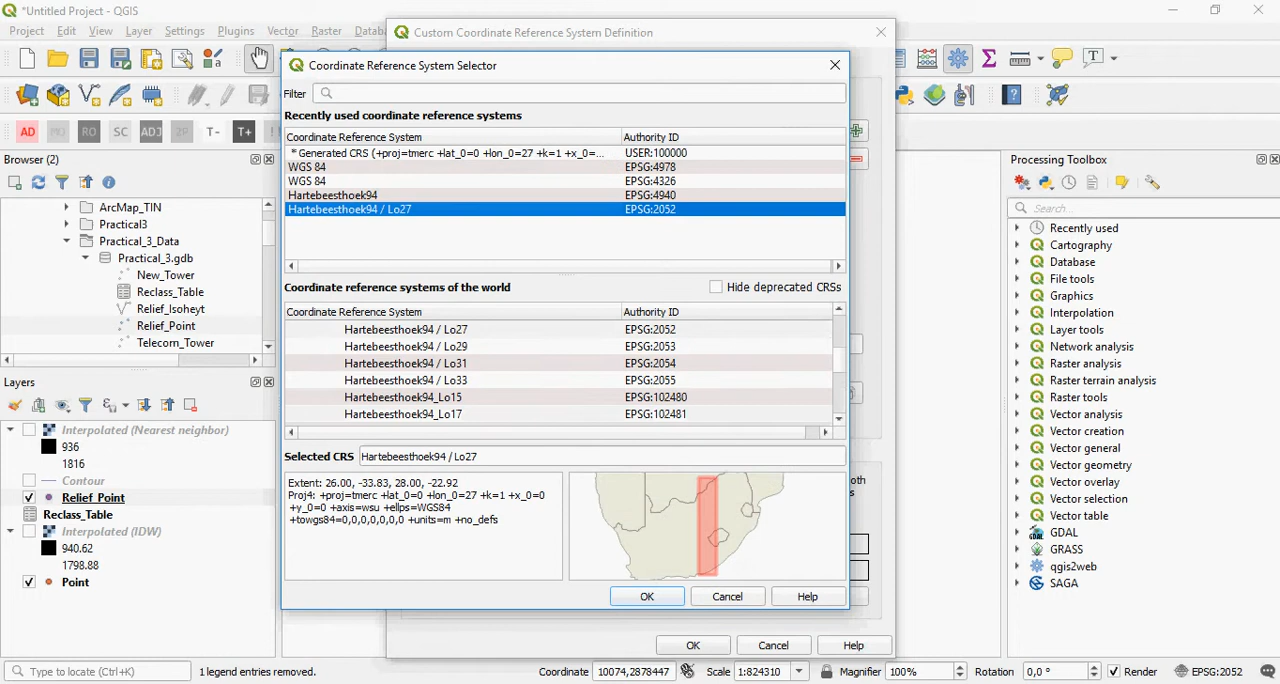 *Untitled Project - QGIS
Project Edit View Layer Settings Plugins Vector Raster Databa
Custom Coordinate Reference System Definition
Coordinate Reference System Selector
Filter
Recently used coordinate reference systems
Coordinate Reference System Authority ID
* Generated CRS (+proj=tmerc +lat_0=0 +lon_0=27 +k=1 +x_0=... USER:100000
WGS 84 EPSG:4978
WGS 84 EPSG:4326
Hartebeesthoek94 EPSG:4940
Hartebeesthoek94 / Lo27 EPSG:2052
Coordinate reference systems of the world
Hide deprecated CRSs
Coordinate Reference System Authority ID
Hartebeesthoek94 / Lo27 EPSG:2052
Hartebeesthoek94 / Lo29 EPSG:2053
Hartebeesthoek94 / Lo31 EPSG:2054
Hartebeesthoek94 / Lo33 EPSG:2055
Hartebeesthoek94_Lo15 EPSG:102480
Hartebeesthoek94_Lo17 EPSG:102481
Selected CRS Hartebeesthoek94 / Lo27
Extent: 26.00, -33.83, 28.00, -22.92
Proj4: +proj=tmerc +lat_0=0 +lon_0=27 +k=1 +x_0=0
+y_0=0 +axis=wsu +ellps=WGS84
+towgs84=0,0,0,0,0,0,0 +units=m +no_defs
OK Cancel Help
OK Cancel Help
AD MO RO SC ADJ 2P T- T+
Browser (2)
ArcMap_TIN
Practical3
Practical_3_Data
Practical_3.gdb
New_Tower
Reclass_Table
Relief_Isoheyt
Relief_Point
Telecorn_Tower
Layers
Interpolated (Nearest neighbor)
936
1816
Contour
Relief_Point
Reclass_Table
Interpolated (IDW)
940.62
1798.88
Point
oth
s
Processing Toolbox
Search...
Recently used
Cartography
Database
File tools
Graphics
Interpolation
Layer tools
Network analysis
Raster analysis
Raster terrain analysis
Raster tools
Vector analysis
Vector creation
Vector general
Vector geometry
Vector overlay
Vector selection
Vector table
GDAL
GRASS
qgis2web
SAGA
Type to locate (Ctrl+K) 1 legend entries removed. Coordinate 10074,2878447 Scale 1:824310 Magnifier 100% Rotation 0,0 ° Render EPSG:2052